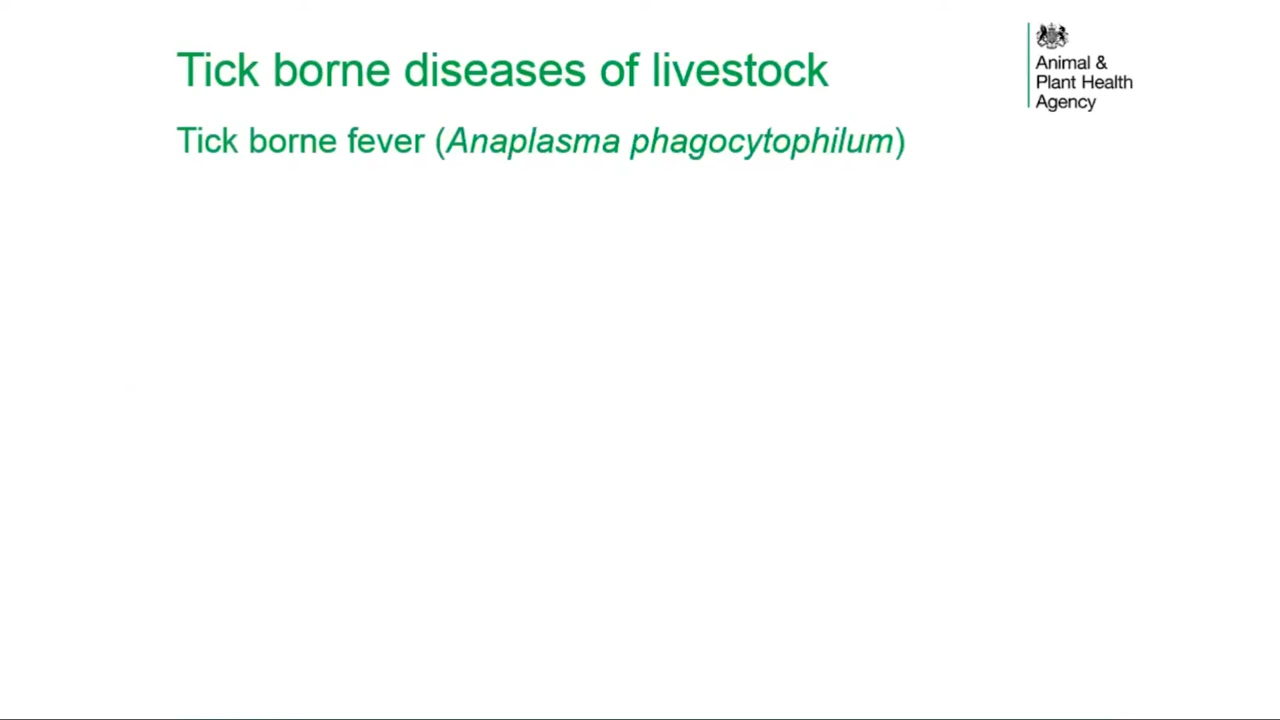 Tick borne diseases of livestock
Tick borne fever (Anaplasma phagocytophilum)
Animal &
Plant Health
Agency